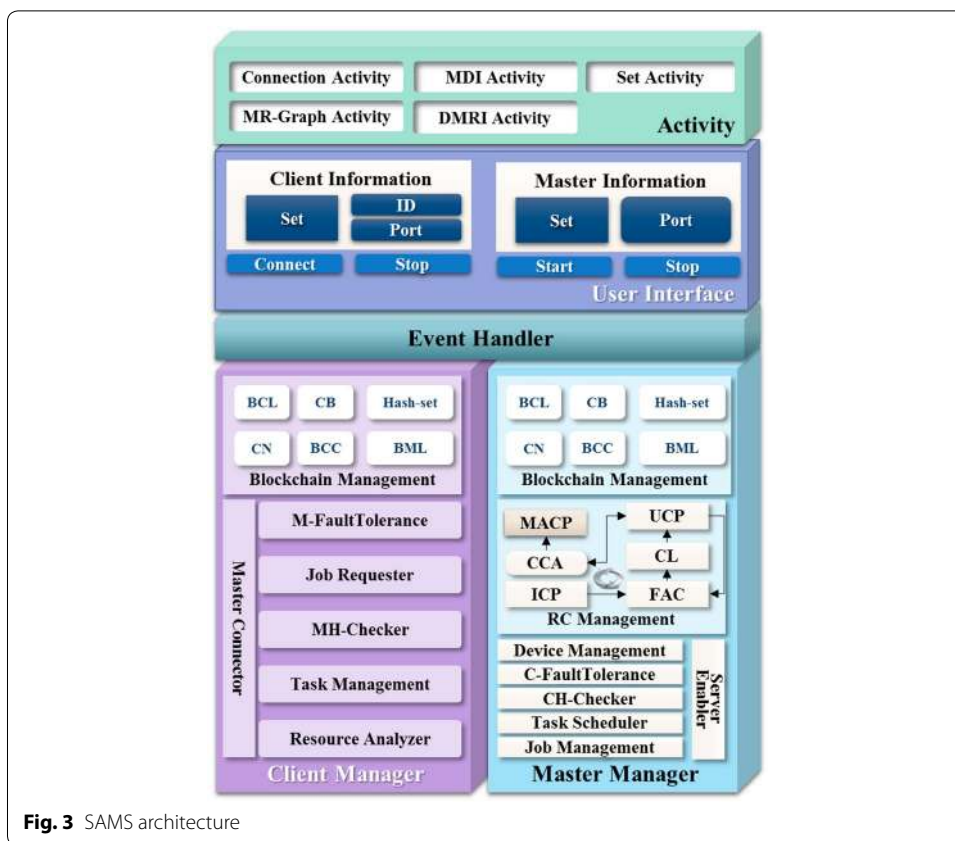 Connection Activity MDI Activity Set Activity
MR-Graph Activity DMRI Activity
Activity
Client Information
Set
ID
Port
Connect Stop
Master Information
Set Port
Start Stop
User Interface
Event Handler
BCL CB Hash-set
CN BCC BML
Blockchain Management
Master Connector
M-FaultTolerance
Job Requester
MH-Checker
Task Management
Resource Analyzer
Client Manager
BCL CB Hash-set
CN BCC BML
Blockchain Management
MACP UCP
CCA CL
ICP FAC
RC Management
Device Management
C-FaultTolerance
CH-Checker
Task Scheduler
Job Management
Server
Enabler
Master Manager
Fig. 3 SAMS architecture